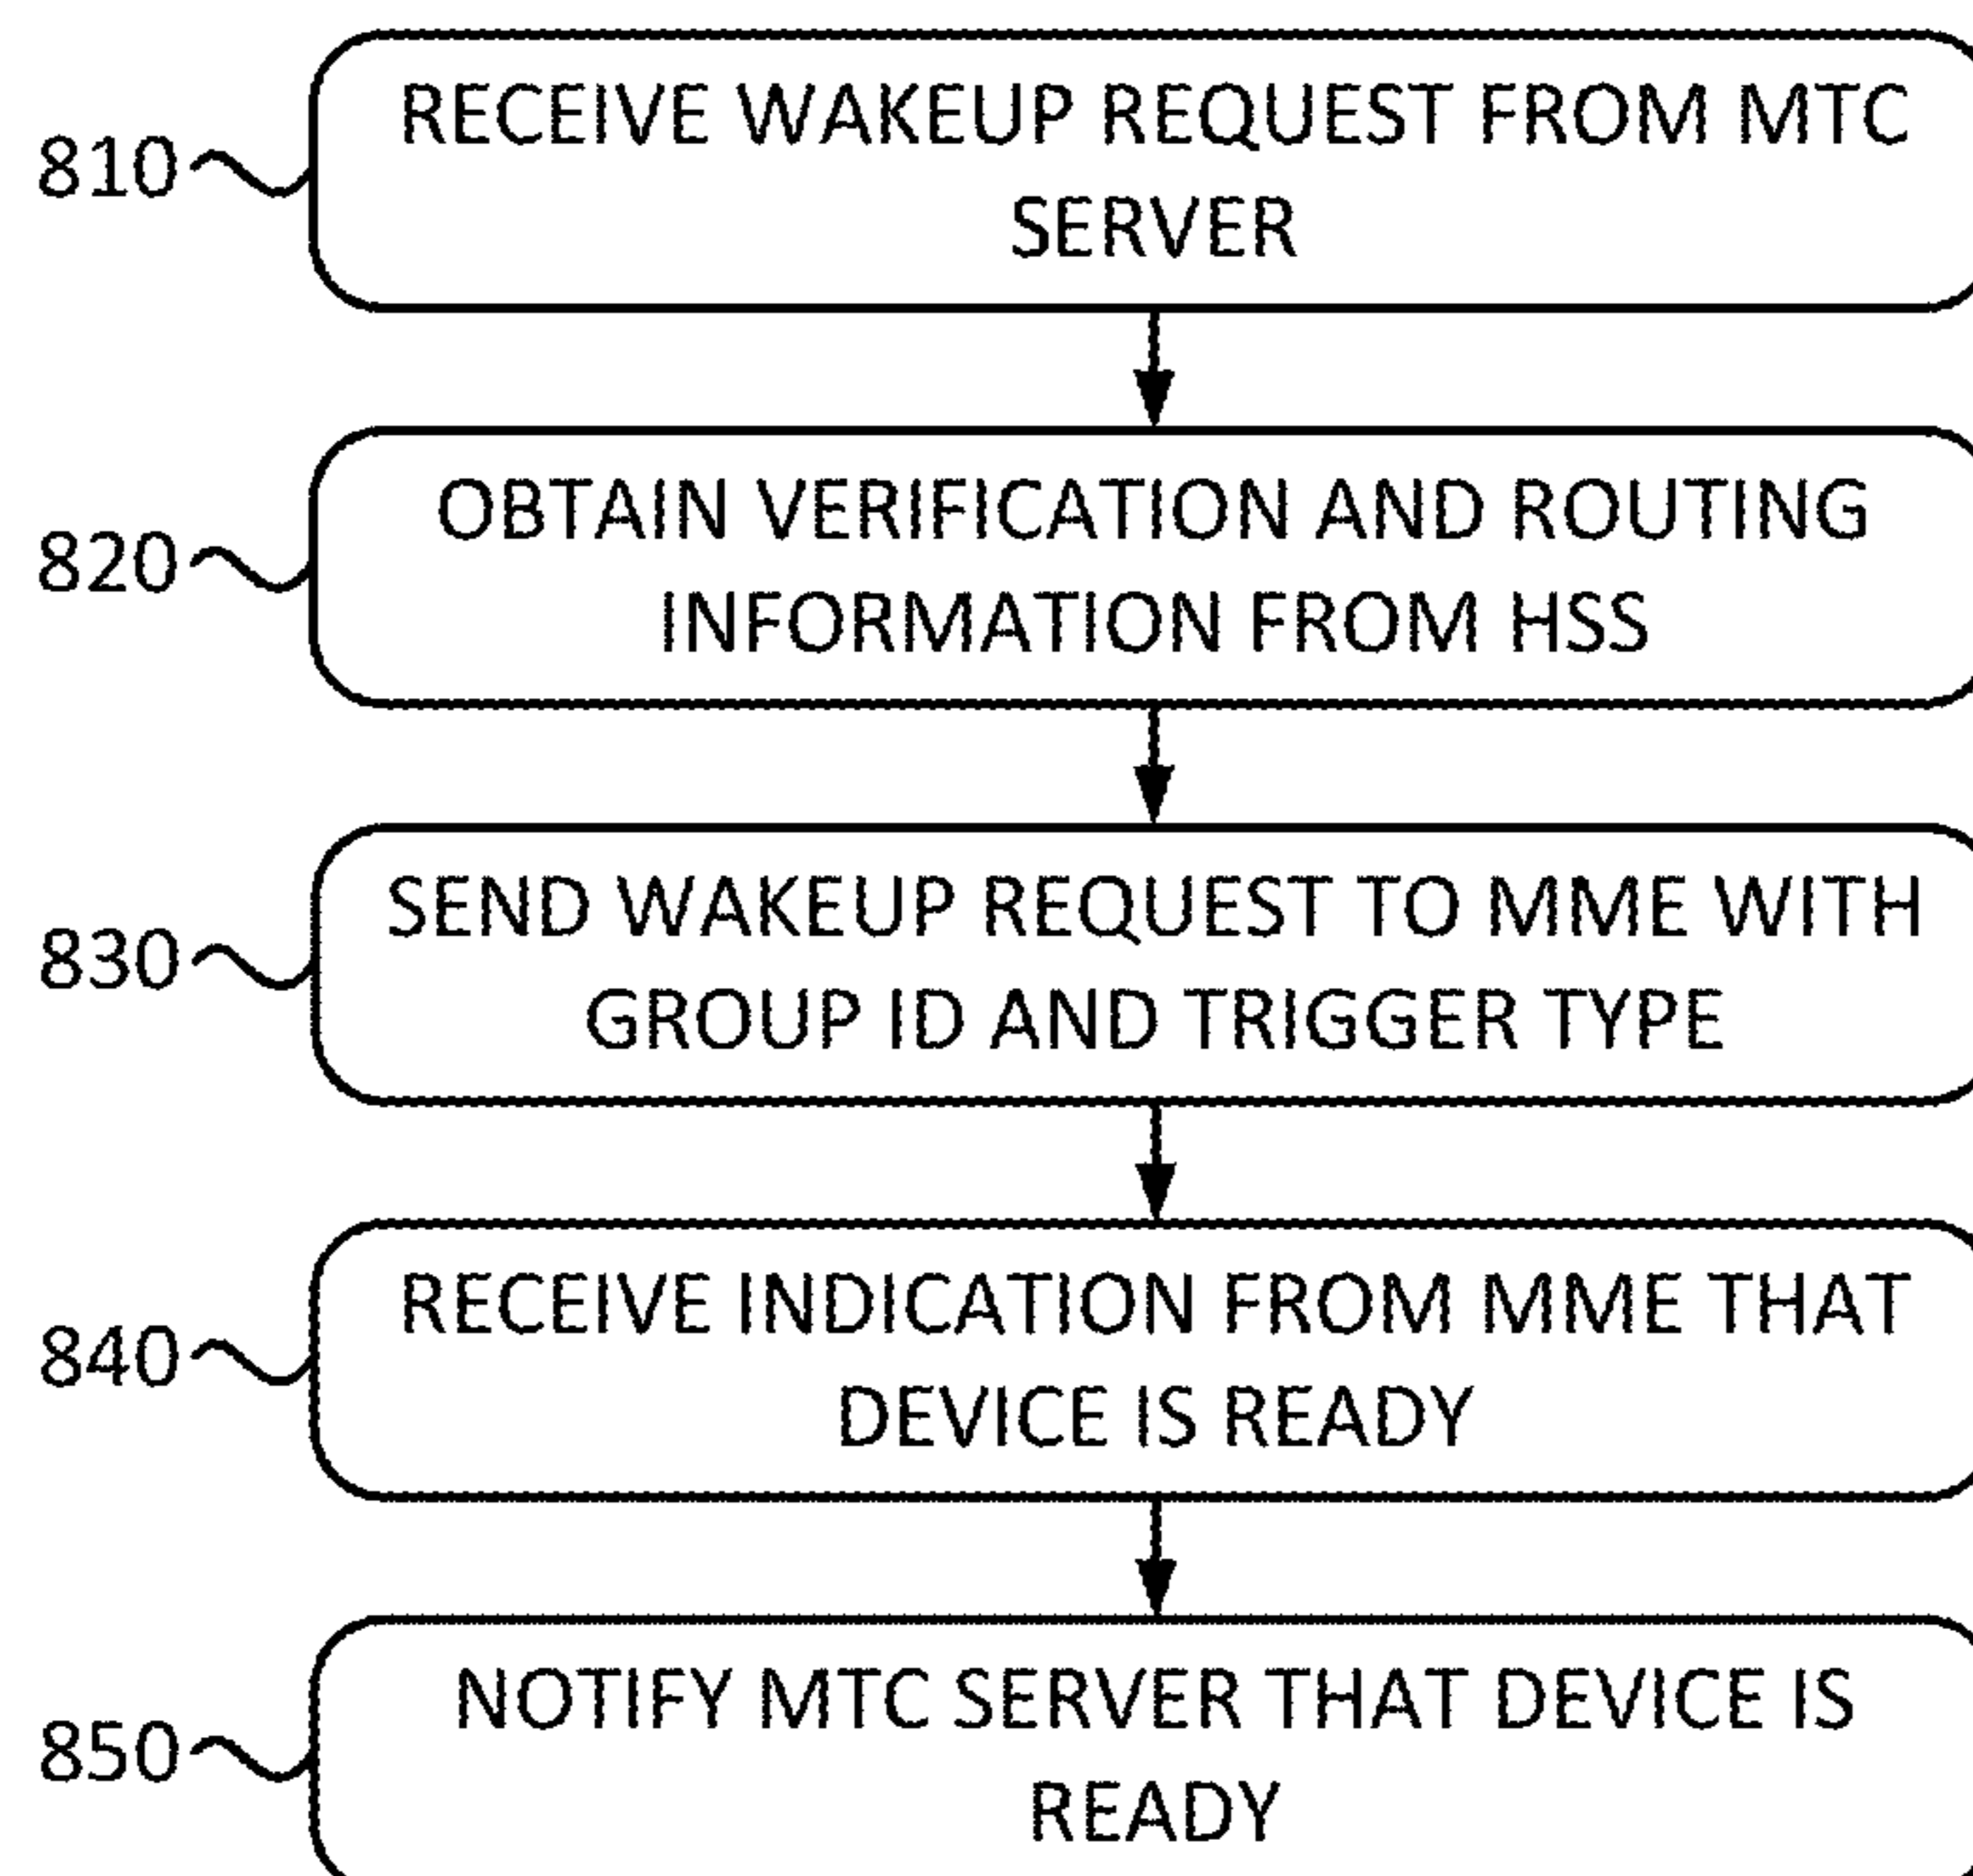 810
RECEIVE WAKEUP REQUEST FROM MTC
SERVER
820
OBTAIN VERIFICATION AND ROUTING
INFORMATION FROM HSS
830
SEND WAKEUP REQUEST TO MME WITH
GROUP ID AND TRIGGER TYPE
840
RECEIVE INDICATION FROM MME THAT
DEVICE IS READY
850
NOTIFY MTC SERVER THAT DEVICE IS
READY